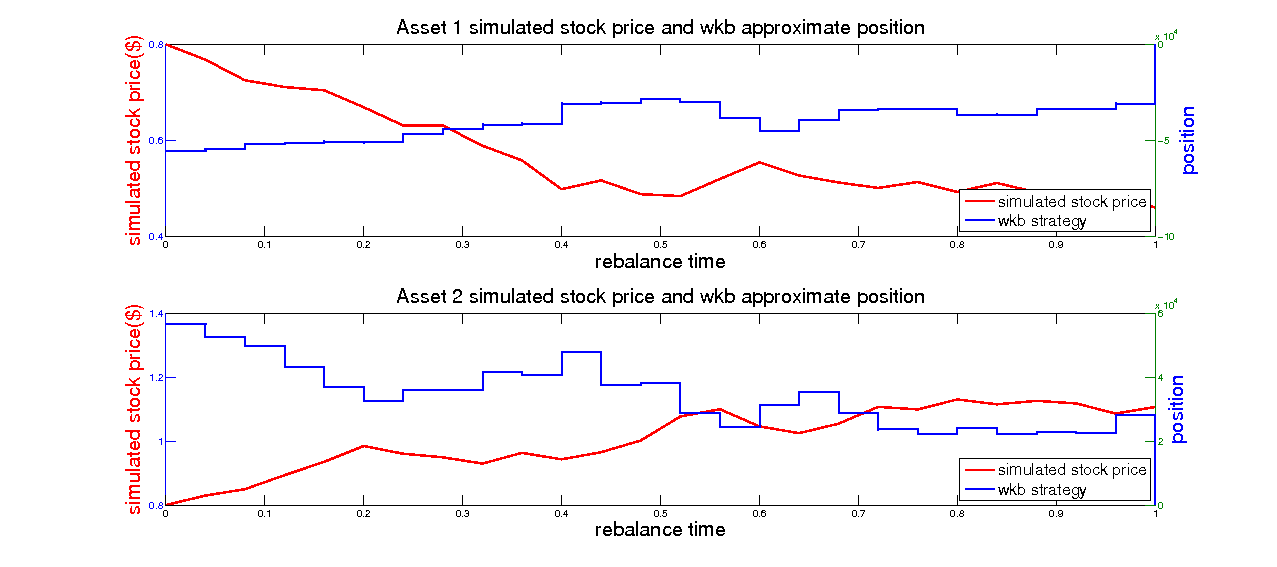 Asset 1 simulated stock price and wkb approximate position
x 10^4
simulated stock price($)
0.8
0.6
0.4
0
-5
-10
position
simulated stock price
wkb strategy
0 0.1 0.2 0.3 0.4 0.5 0.6 0.7 0.8 0.9 1
rebalance time
Asset 2 simulated stock price and wkb approximate position
x 10^4
simulated stock price($)
1.4
1.2
1
0.8
6
4
2
0
position
simulated stock price
wkb strategy
0 0.1 0.2 0.3 0.4 0.5 0.6 0.7 0.8 0.9 1
rebalance time